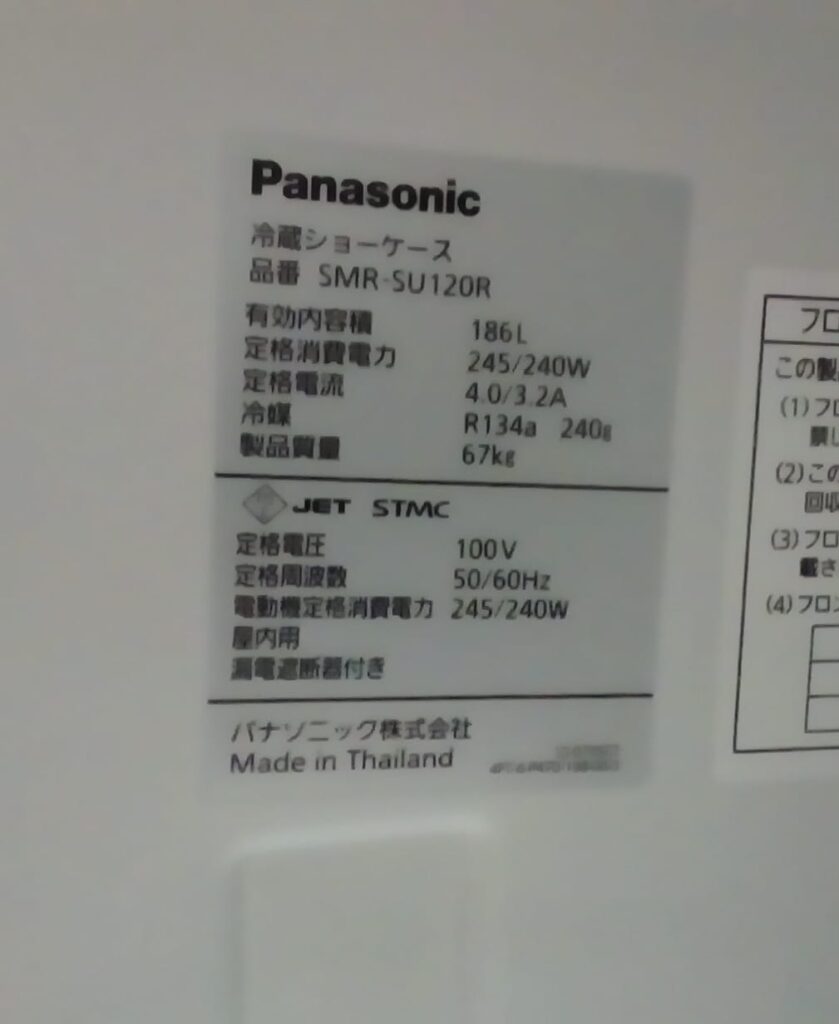 Panasonic
冷蔵ショーケース
品番 SMR-SU120R
有効内容積 186L
定格消費電力 245/240W
定格電流 4.0/3.2A
冷媒 R134a 240g
製品質量 67kg
JET STMC
定格電圧 100V
定格周波数 50/60Hz
電動機定格消費電力 245/240W
屋内用
漏電遮断器付き
パナソニック株式会社
Made in Thailand
フロ
この製
(1)フロ
(2)この
回収
(3)フロ
載さ
(4)フロ